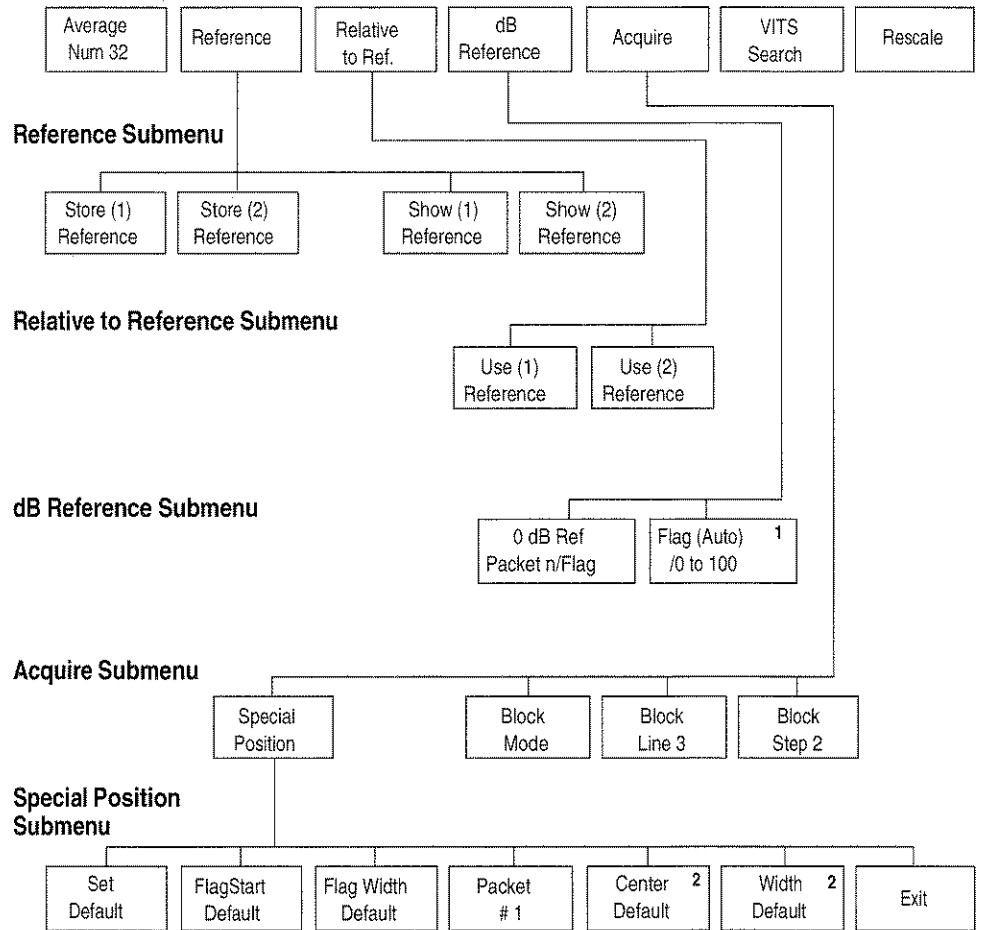 Average
Num 32
Reference
Relative
to Ref.
dB
Reference
Acquire
VITS
Search
Rescale
Reference Submenu
Store (1)
Reference
Store (2)
Reference
Show (1)
Reference
Show (2)
Reference
Relative to Reference Submenu
Use (1)
Reference
Use (2)
Reference
dB Reference Submenu
0 dB Ref
Packet n/Flag
Flag (Auto) 1
/0 to 100
Acquire Submenu
Special
Position
Block
Mode
Block
Line 3
Block
Step 2
Special Position
Submenu
Set
Default
FlagStart
Default
Flag Width
Default
Packet
# 1
Center 2
Default
Width 2
Default
Exit